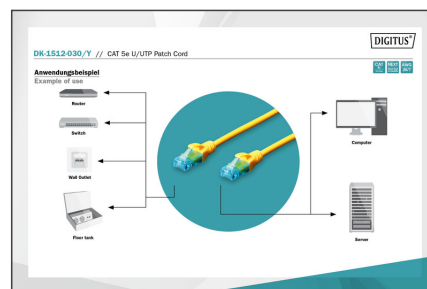 DIGITUS®
DK-1512-030/Y // CAT 5e U/UTP Patch Cord
Anwendungsbeispiel
Example of use
Router
Switch
Wall Outlet
Floor tank
Computer
Server